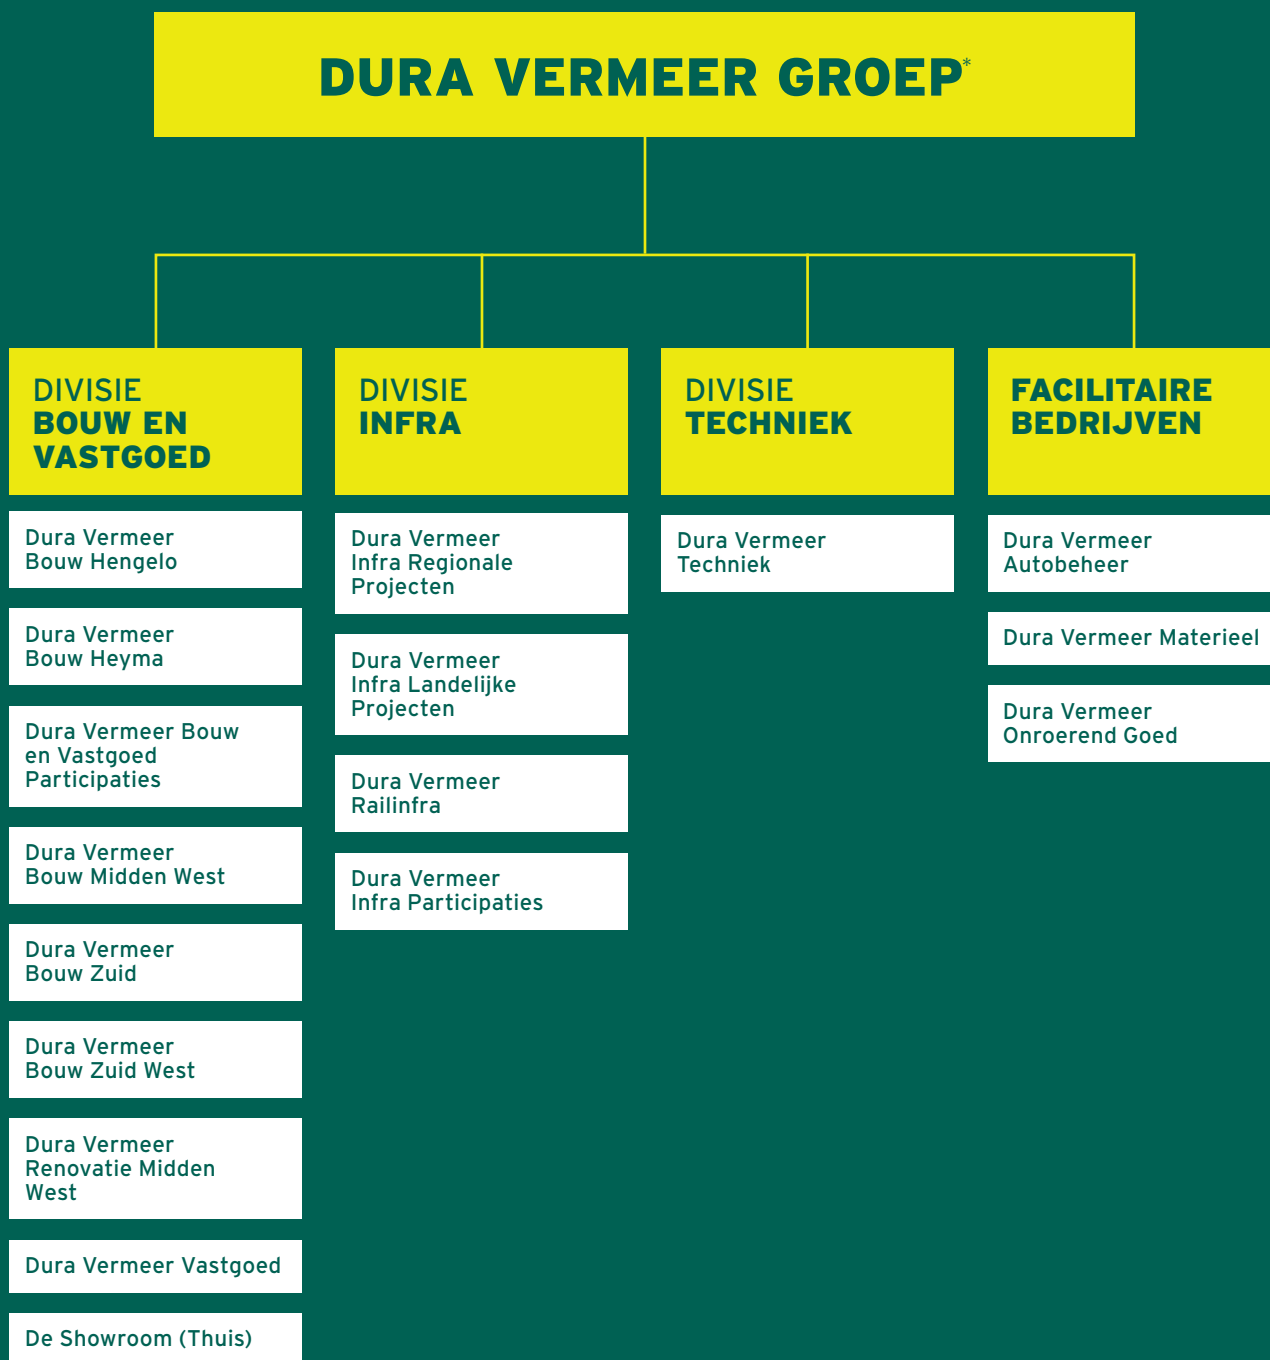 DURA VERMEER GROEP*
DIVISIE
BOUW EN
VASTGOED
Dura Vermeer
Bouw Hengelo
Dura Vermeer
Bouw Heyma
Dura Vermeer Bouw
en Vastgoed
Participaties
Dura Vermeer
Bouw Midden West
Dura Vermeer
Bouw Zuid
Dura Vermeer
Bouw Zuid West
Dura Vermeer
Renovatie Midden
West
Dura Vermeer Vastgoed
De Showroom (Thuis)
DIVISIE
INFRA
Dura Vermeer
Infra Regionale
Projecten
Dura Vermeer
Infra Landelijke
Projecten
Dura Vermeer
Railinfra
Dura Vermeer
Infra Participaties
DIVISIE
TECHNIEK
Dura Vermeer
Techniek
FACILITAIRE
BEDRIJVEN
Dura Vermeer
Autobeheer
Dura Vermeer Materieel
Dura Vermeer
Onroerend Goed